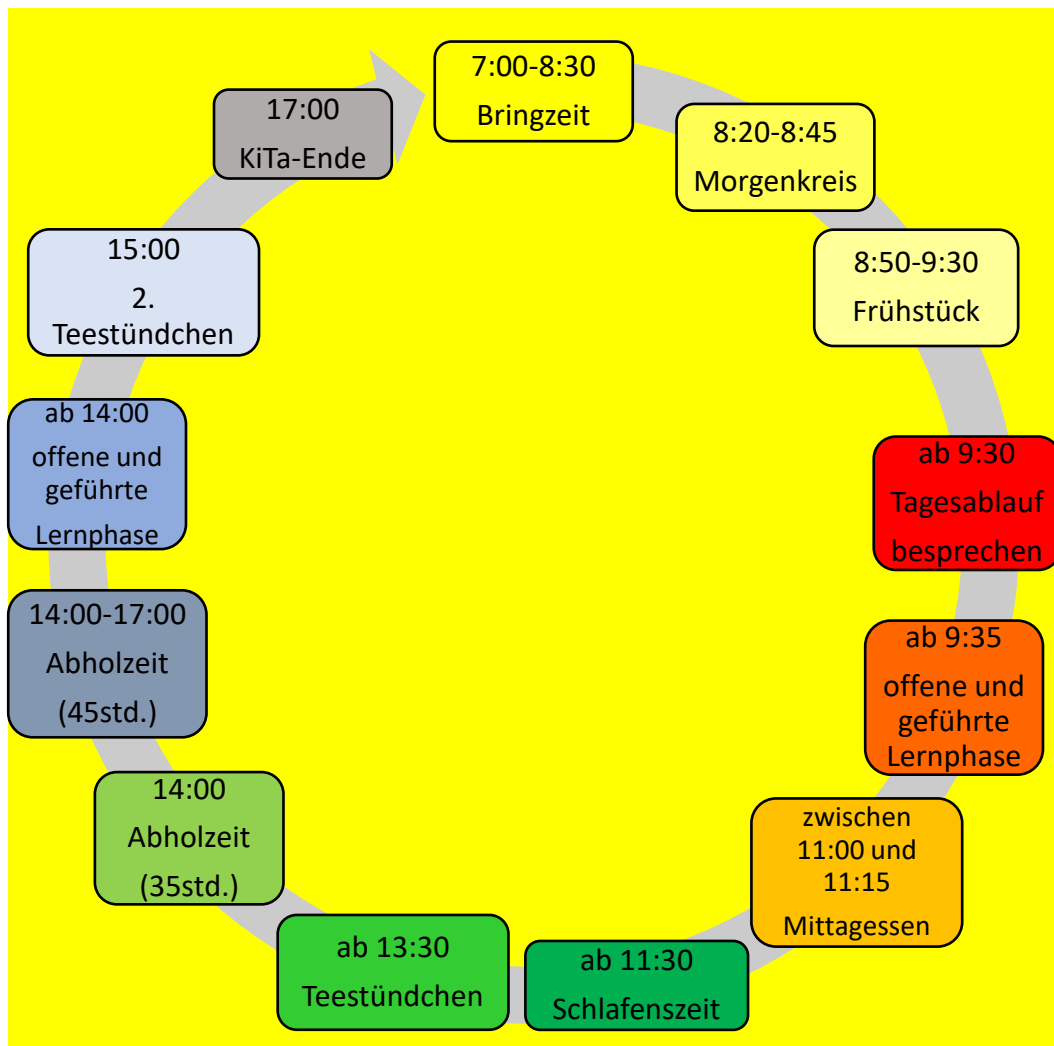 7:00-8:30
Bringzeit
8:20-8:45
Morgenkreis
8:50-9:30
Frühstück
ab 9:30
Tagesablauf
besprechen
ab 9:35
offene und
geführte
Lernphase
zwischen
11:00 und
11:15
Mittagessen
ab 11:30
Schlafenszeit
ab 13:30
Teestündchen
14:00
Abholzeit
(35std.)
14:00-17:00
Abholzeit
(45std.)
ab 14:00
offene und
geführte
Lernphase
15:00
2.
Teestündchen
17:00
KiTa-Ende